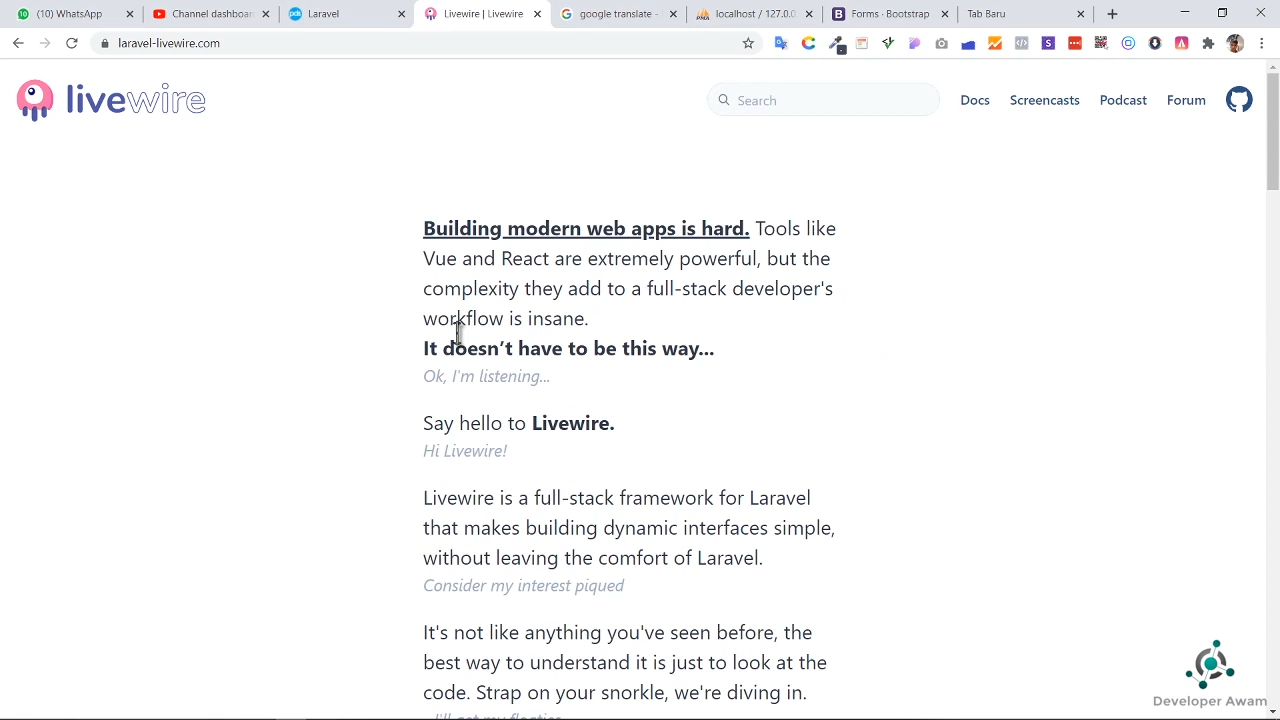 (10) WhatsApp
Channel dashboar
Laravel
Livewire | Livewire
google translate -
localhost / 127.0.
Forms · Bootstrap
Tab Baru
laravel-livewire.com
livewire
Search
Docs
Screencasts
Podcast
Forum
Building modern web apps is hard. Tools like
Vue and React are extremely powerful, but the
complexity they add to a full-stack developer's
workflow is insane.
It doesn’t have to be this way...
Ok, I'm listening...
Say hello to Livewire.
Hi Livewire!
Livewire is a full-stack framework for Laravel
that makes building dynamic interfaces simple,
without leaving the comfort of Laravel.
Consider my interest piqued
It's not like anything you've seen before, the
best way to understand it is just to look at the
code. Strap on your snorkle, we're diving in.
Developer Awam